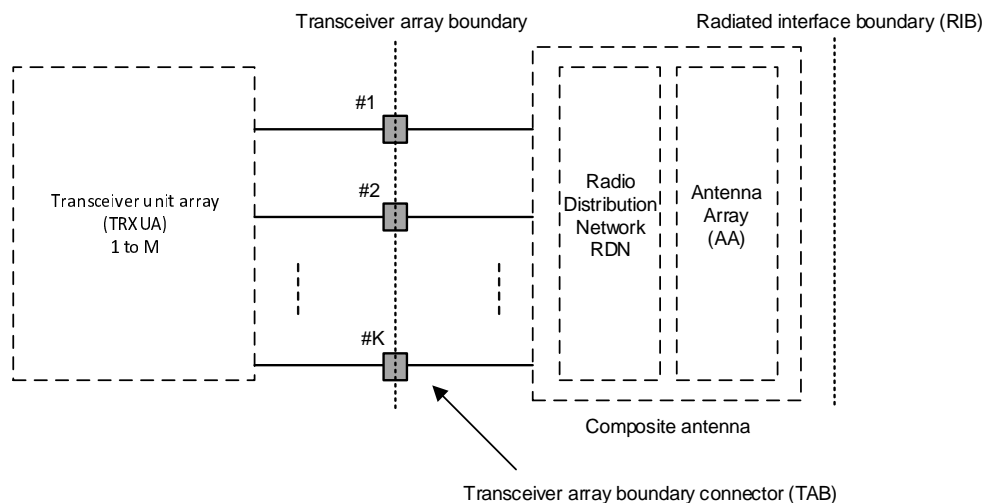 Transceiver array boundary
Radiated interface boundary (RIB)
#1
#2
#K
Transceiver unit array
(TRXUA)
1 to M
Radio
Distribution
Network
RDN
Antenna
Array
(AA)
Composite antenna
Transceiver array boundary connector (TAB)